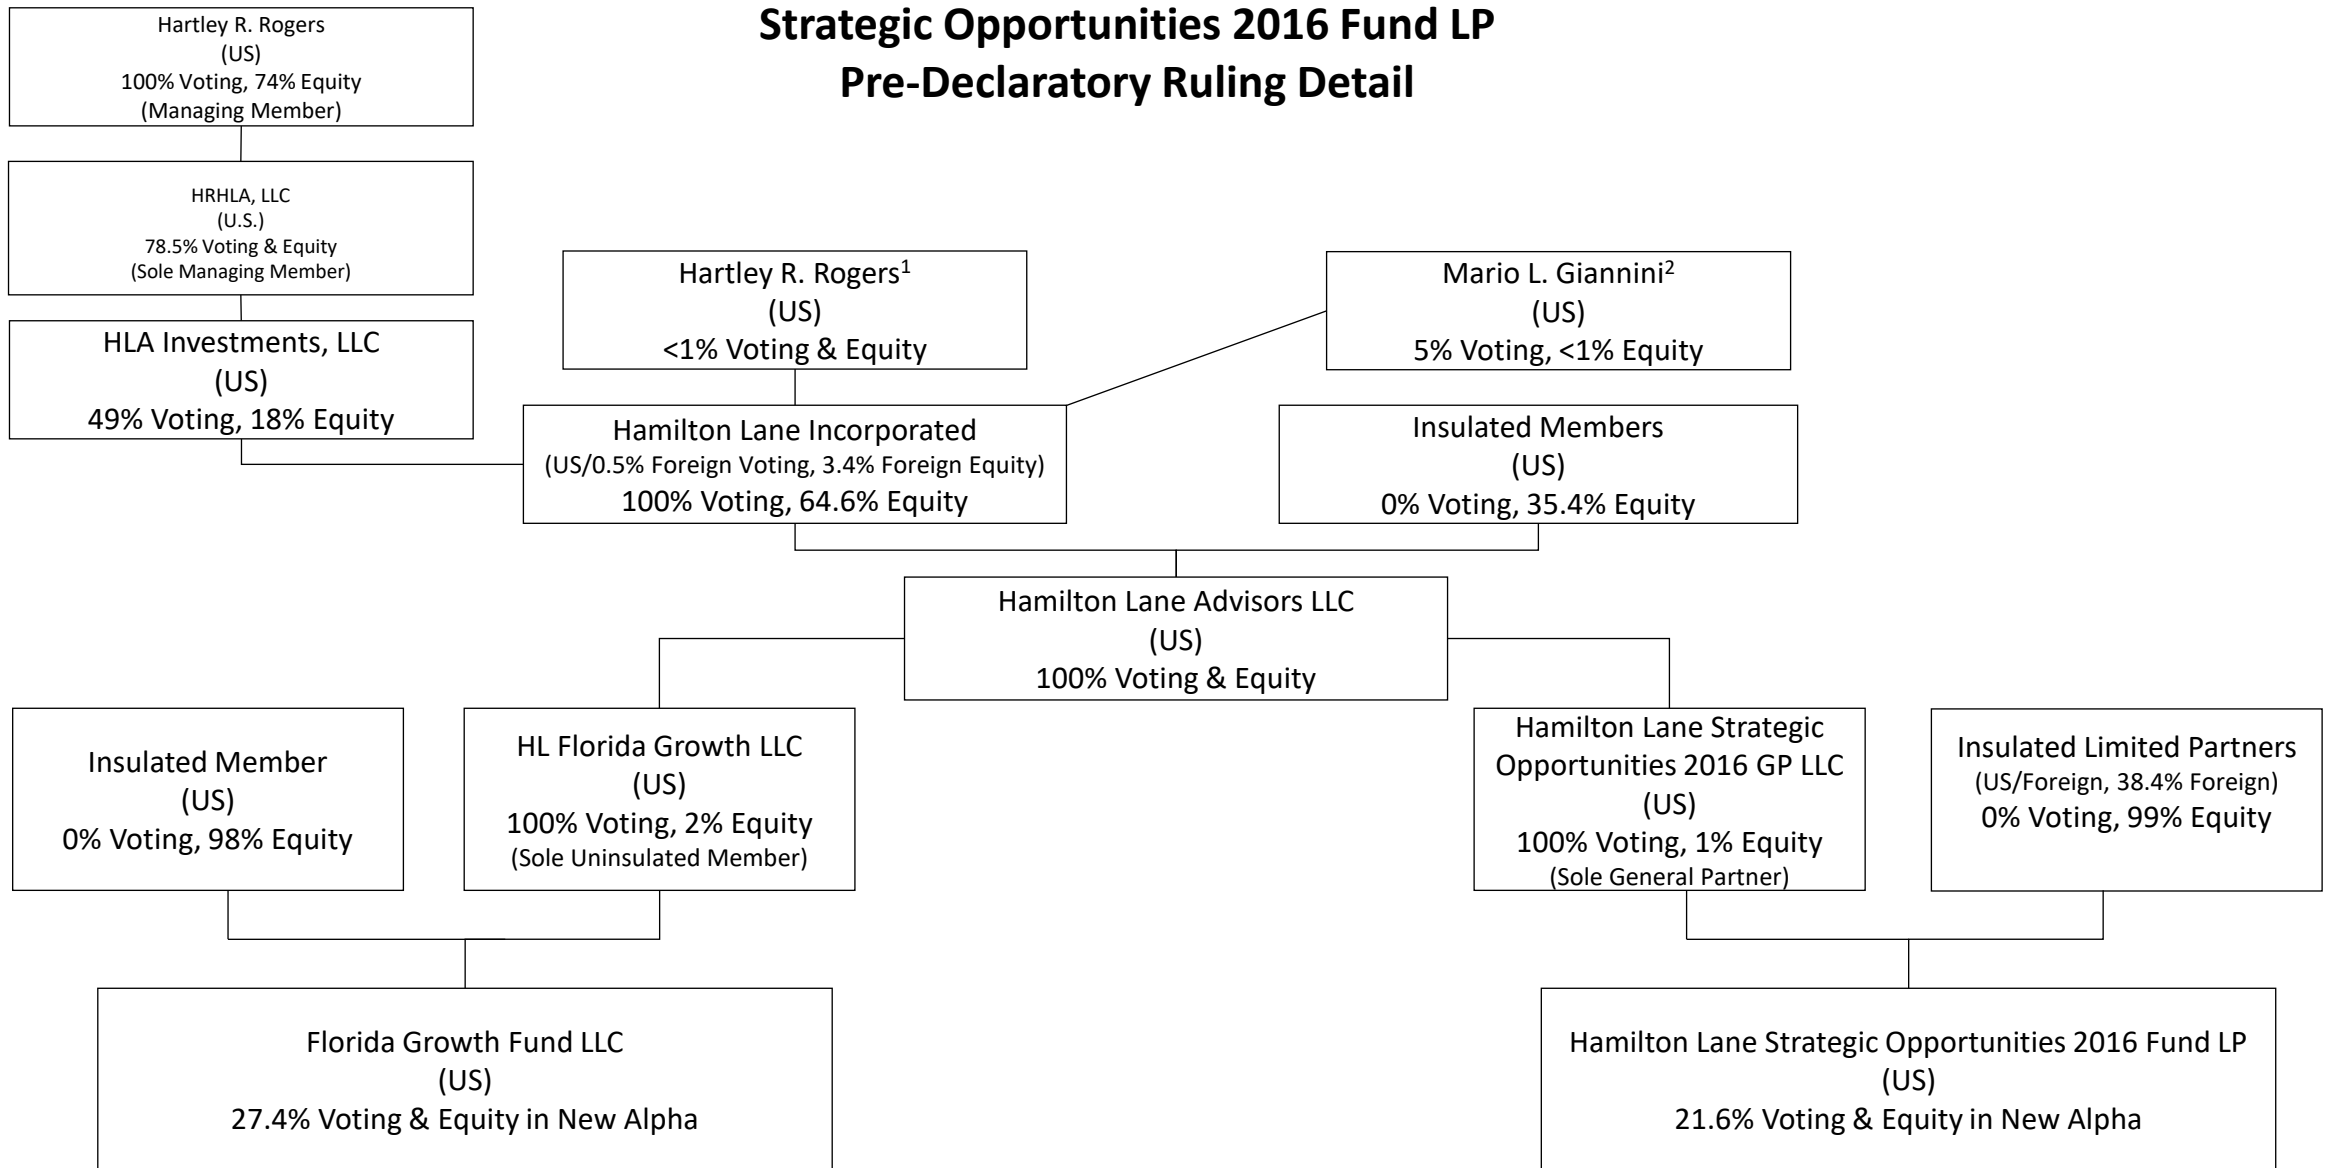 Strategic Opportunities 2016 Fund LP
Pre-Declaratory Ruling Detail
Hartley R. Rogers
(US)
100% Voting, 74% Equity
(Managing Member)
HRHLA, LLC
(U.S.)
78.5% Voting & Equity
(Sole Managing Member)
HLA Investments, LLC
(US)
49% Voting, 18% Equity
Hartley R. Rogers¹
(US)
<1% Voting & Equity
Mario L. Giannini²
(US)
5% Voting, <1% Equity
Hamilton Lane Incorporated
(US/0.5% Foreign Voting, 3.4% Foreign Equity)
100% Voting, 64.6% Equity
Insulated Members
(US)
0% Voting, 35.4% Equity
Hamilton Lane Advisors LLC
(US)
100% Voting & Equity
Insulated Member
(US)
0% Voting, 98% Equity
HL Florida Growth LLC
(US)
100% Voting, 2% Equity
(Sole Uninsulated Member)
Hamilton Lane Strategic
Opportunities 2016 GP LLC
(US)
100% Voting, 1% Equity
(Sole General Partner)
Insulated Limited Partners
(US/Foreign, 38.4% Foreign)
0% Voting, 99% Equity
Florida Growth Fund LLC
(US)
27.4% Voting & Equity in New Alpha
Hamilton Lane Strategic Opportunities 2016 Fund LP
(US)
21.6% Voting & Equity in New Alpha